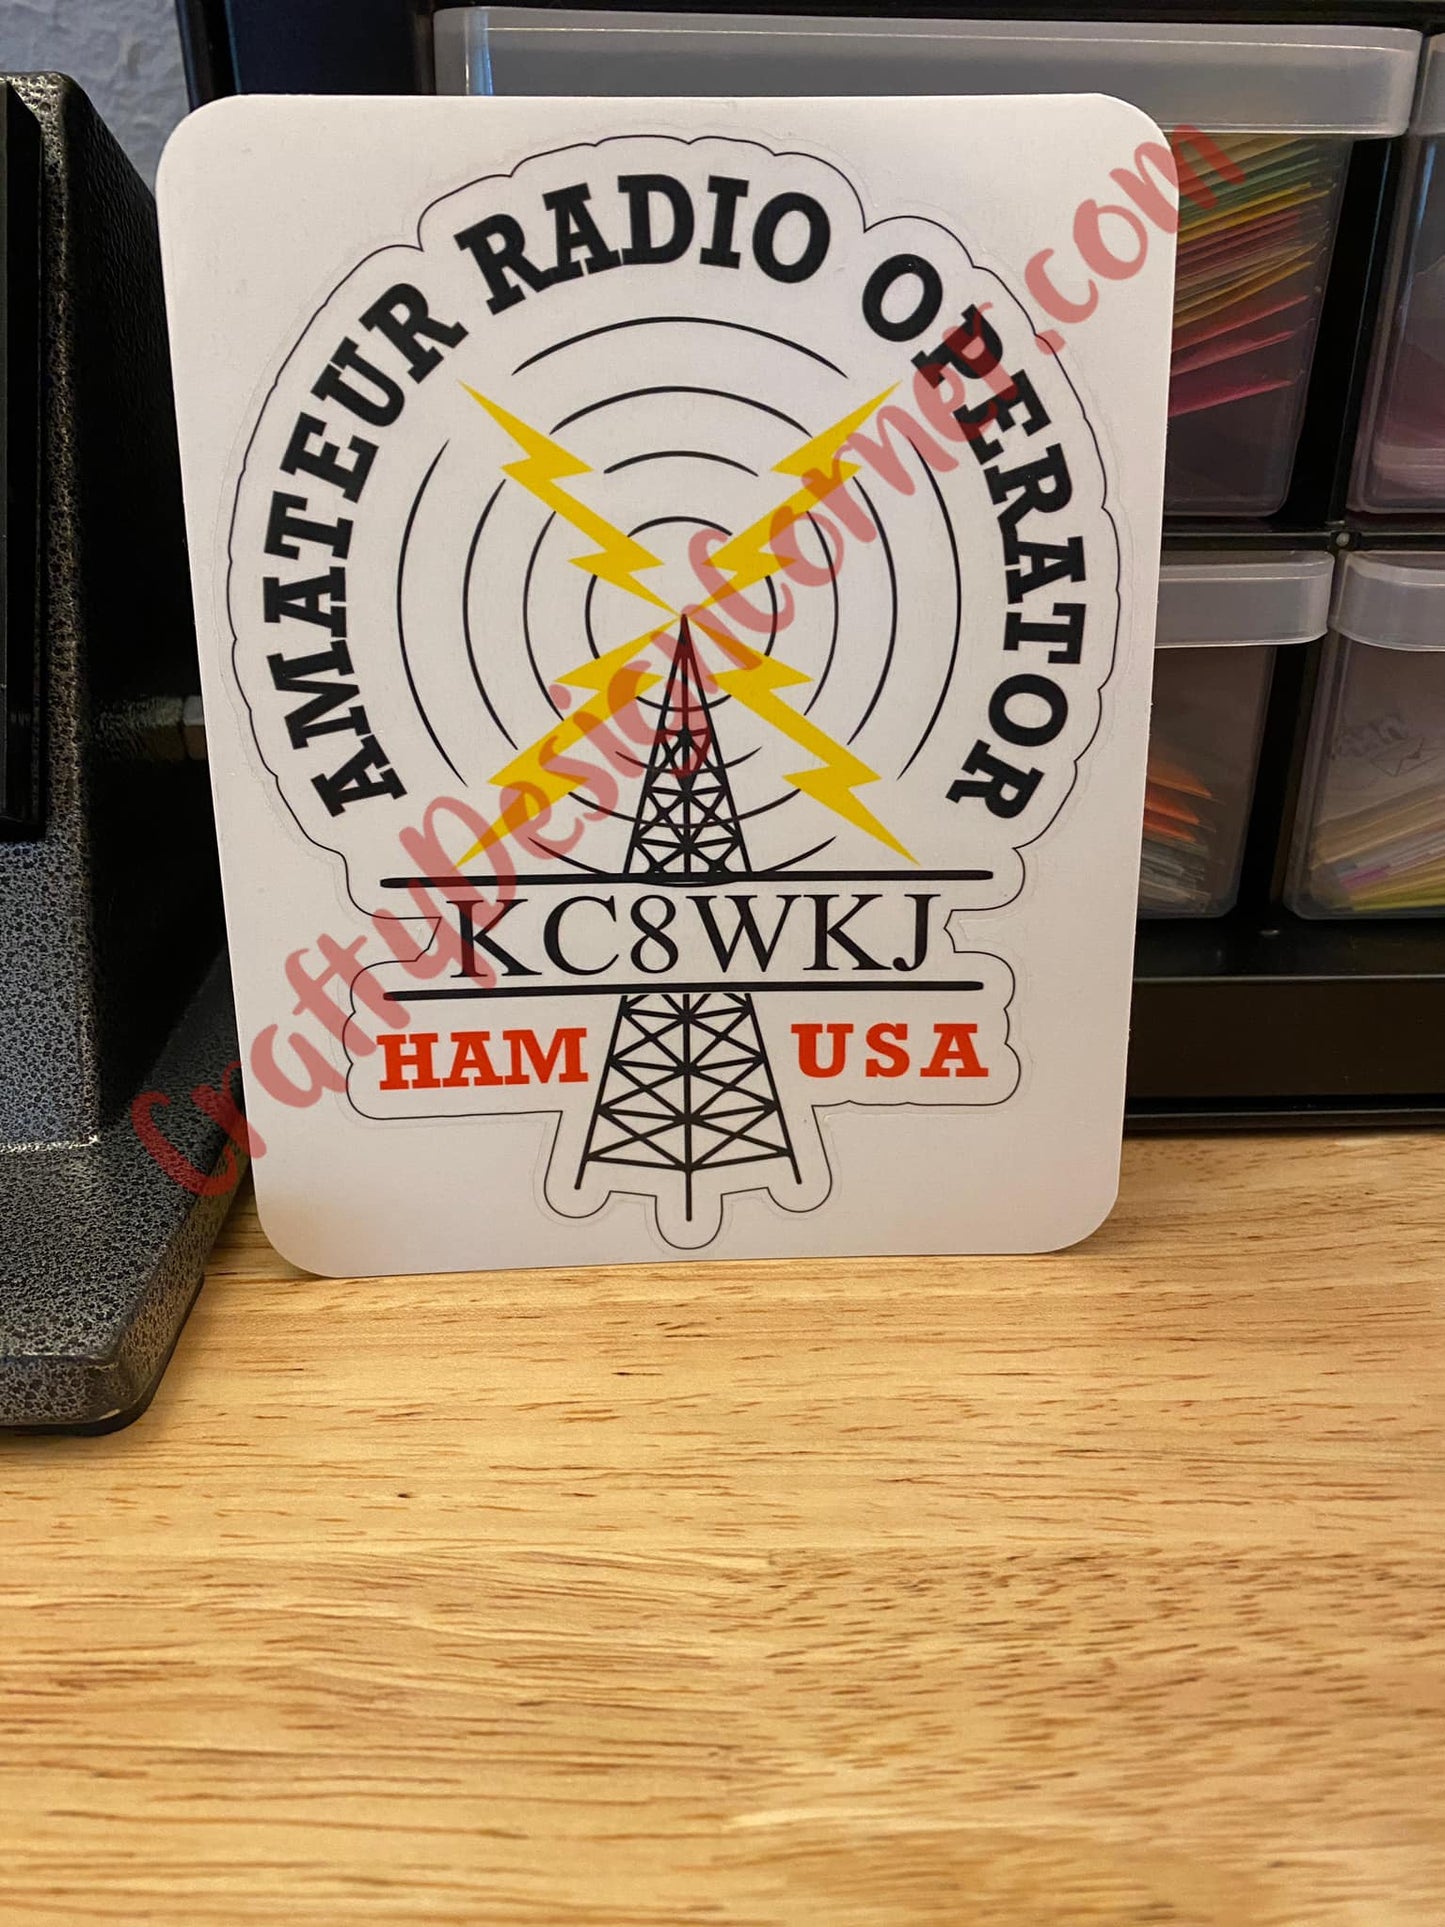 AMATEUR RADIO OPERATOR
KC8WKJ
HAM USA
CraftyDesignCorner.com